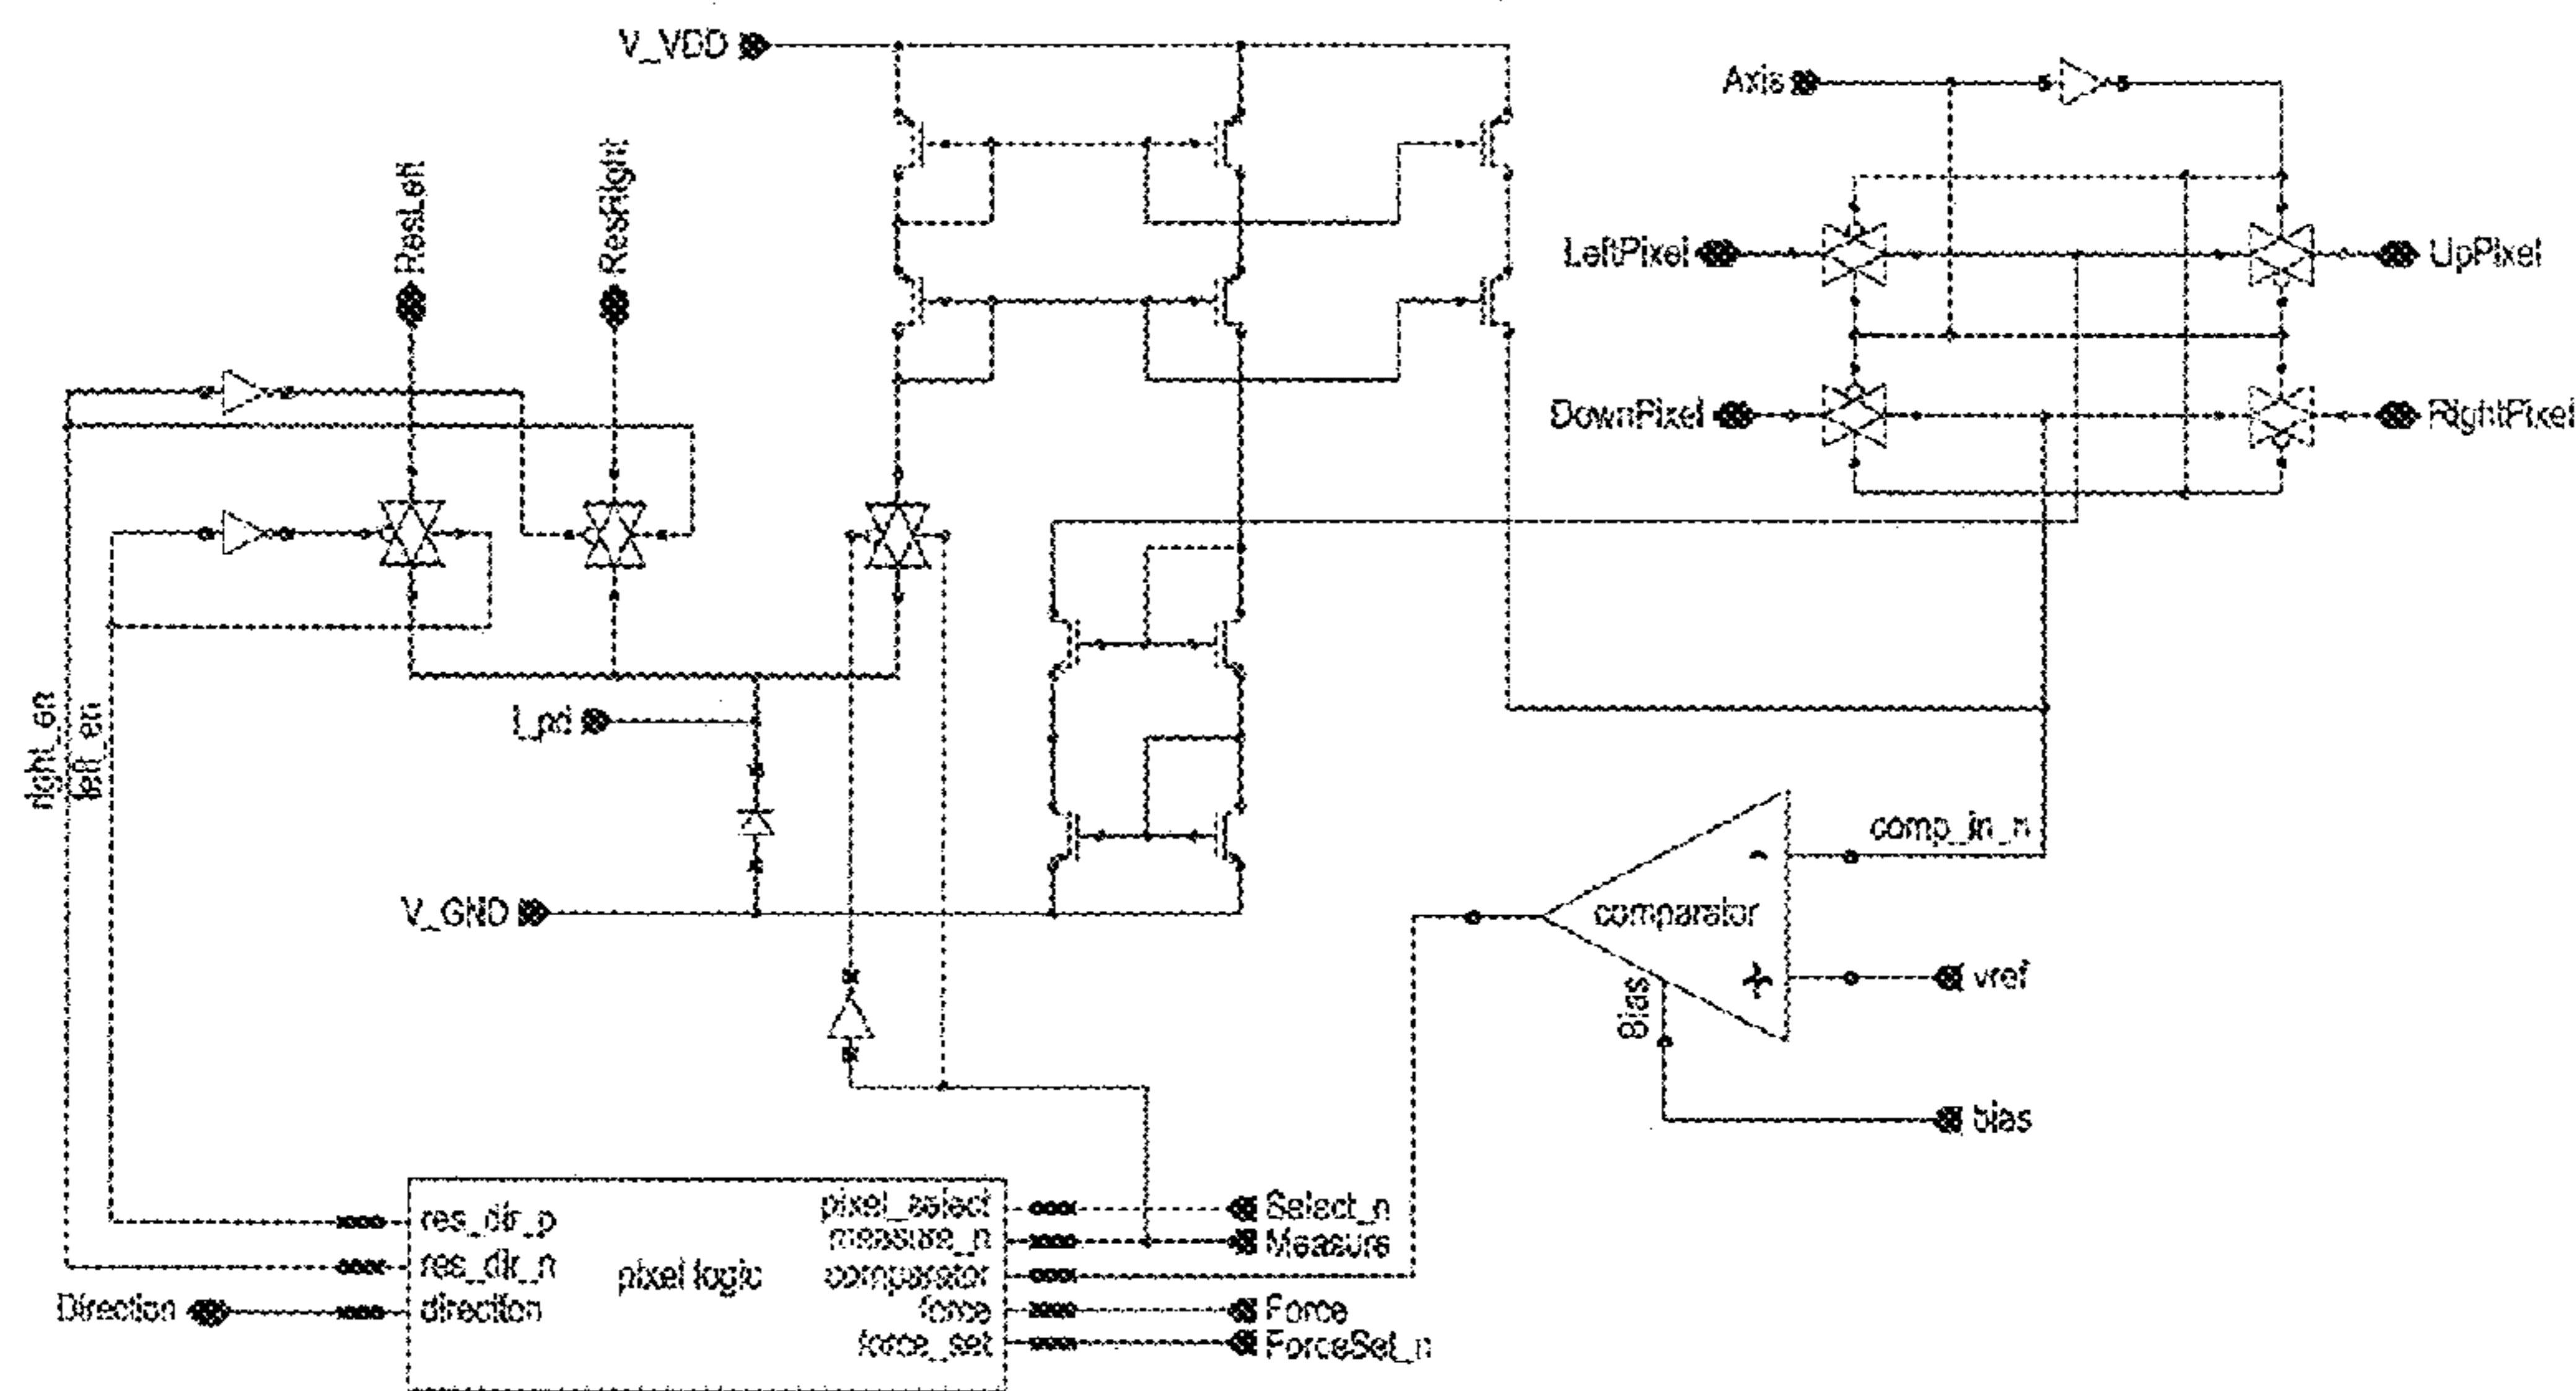 V_VDD
Axis
ResLeft
ResRight
LeftPixel
UpPixel
DownPixel
RightPixel
right_en
left_en
I_pd
comp_in_n
-
comparator
V_GND
+
vref
Bias
bias
res_dir_p
pixel_select
Select_n
measure_n
Measure
res_dir_n
pixel logic
comparator
Direction
direction
force
Force
force_set
ForceSet_n